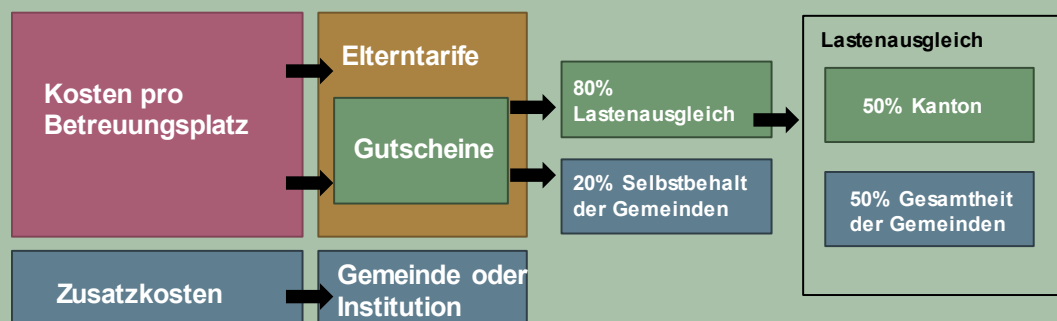 Kosten pro
Betreuungsplatz
Elterntarife
Gutscheine
80%
Lastenausgleich
20% Selbstbehalt
der Gemeinden
Lastenausgleich
50% Kanton
50% Gesamtheit
der Gemeinden
Zusatzkosten
Gemeinde oder
Institution